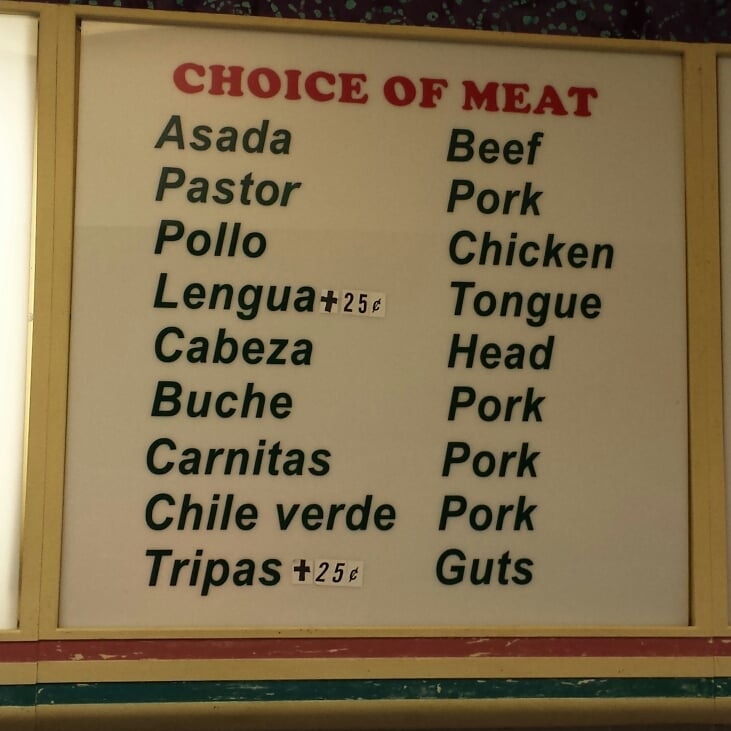 CHOICE OF MEAT
Asada Beef
Pastor Pork
Pollo Chicken
Lengua +25¢ Tongue
Cabeza Head
Buche Pork
Carnitas Pork
Chile verde Pork
Tripas +25¢ Guts